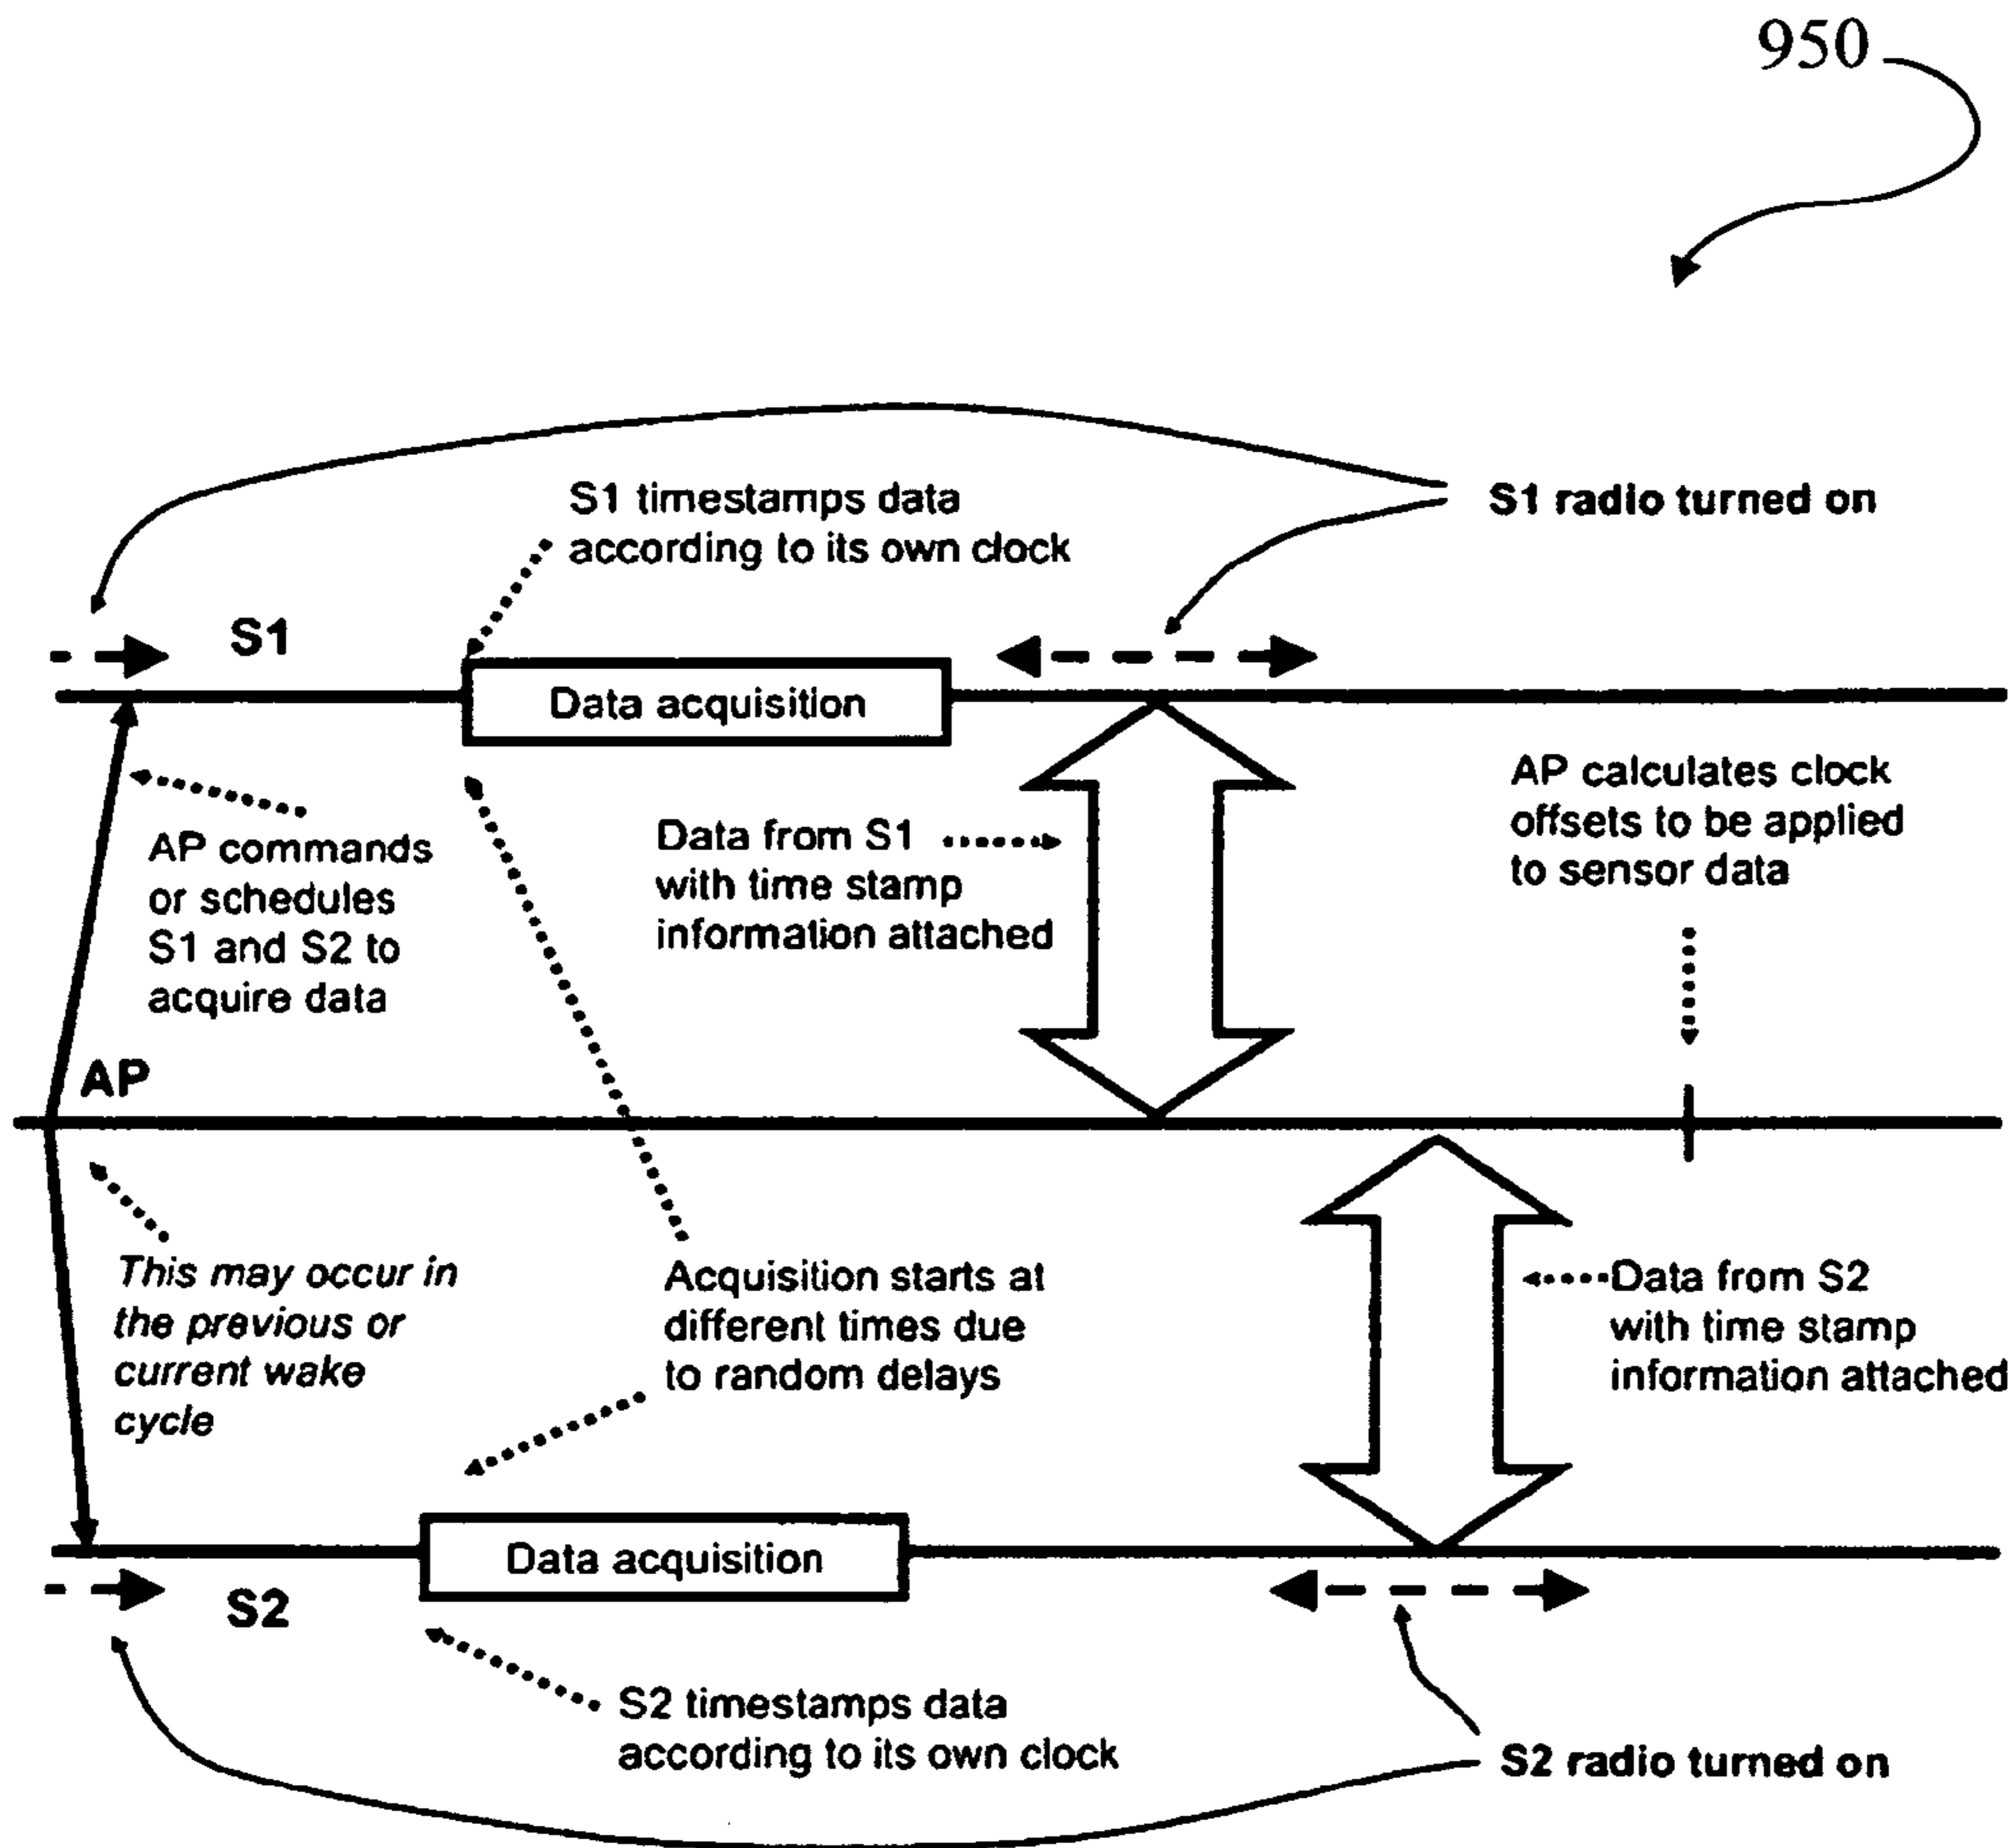 950
S1 timestamps data
according to its own clock
S1 radio turned on
S1
Data acquisition
AP calculates clock
offsets to be applied
to sensor data
AP commands
or schedules
S1 and S2 to
acquire data
Data from S1
with time stamp
information attached
AP
This may occur in
the previous or
current wake
cycle
Acquisition starts at
different times due
to random delays
Data from S2
with time stamp
information attached
Data acquisition
S2
S2 timestamps data
according to its own clock
S2 radio turned on